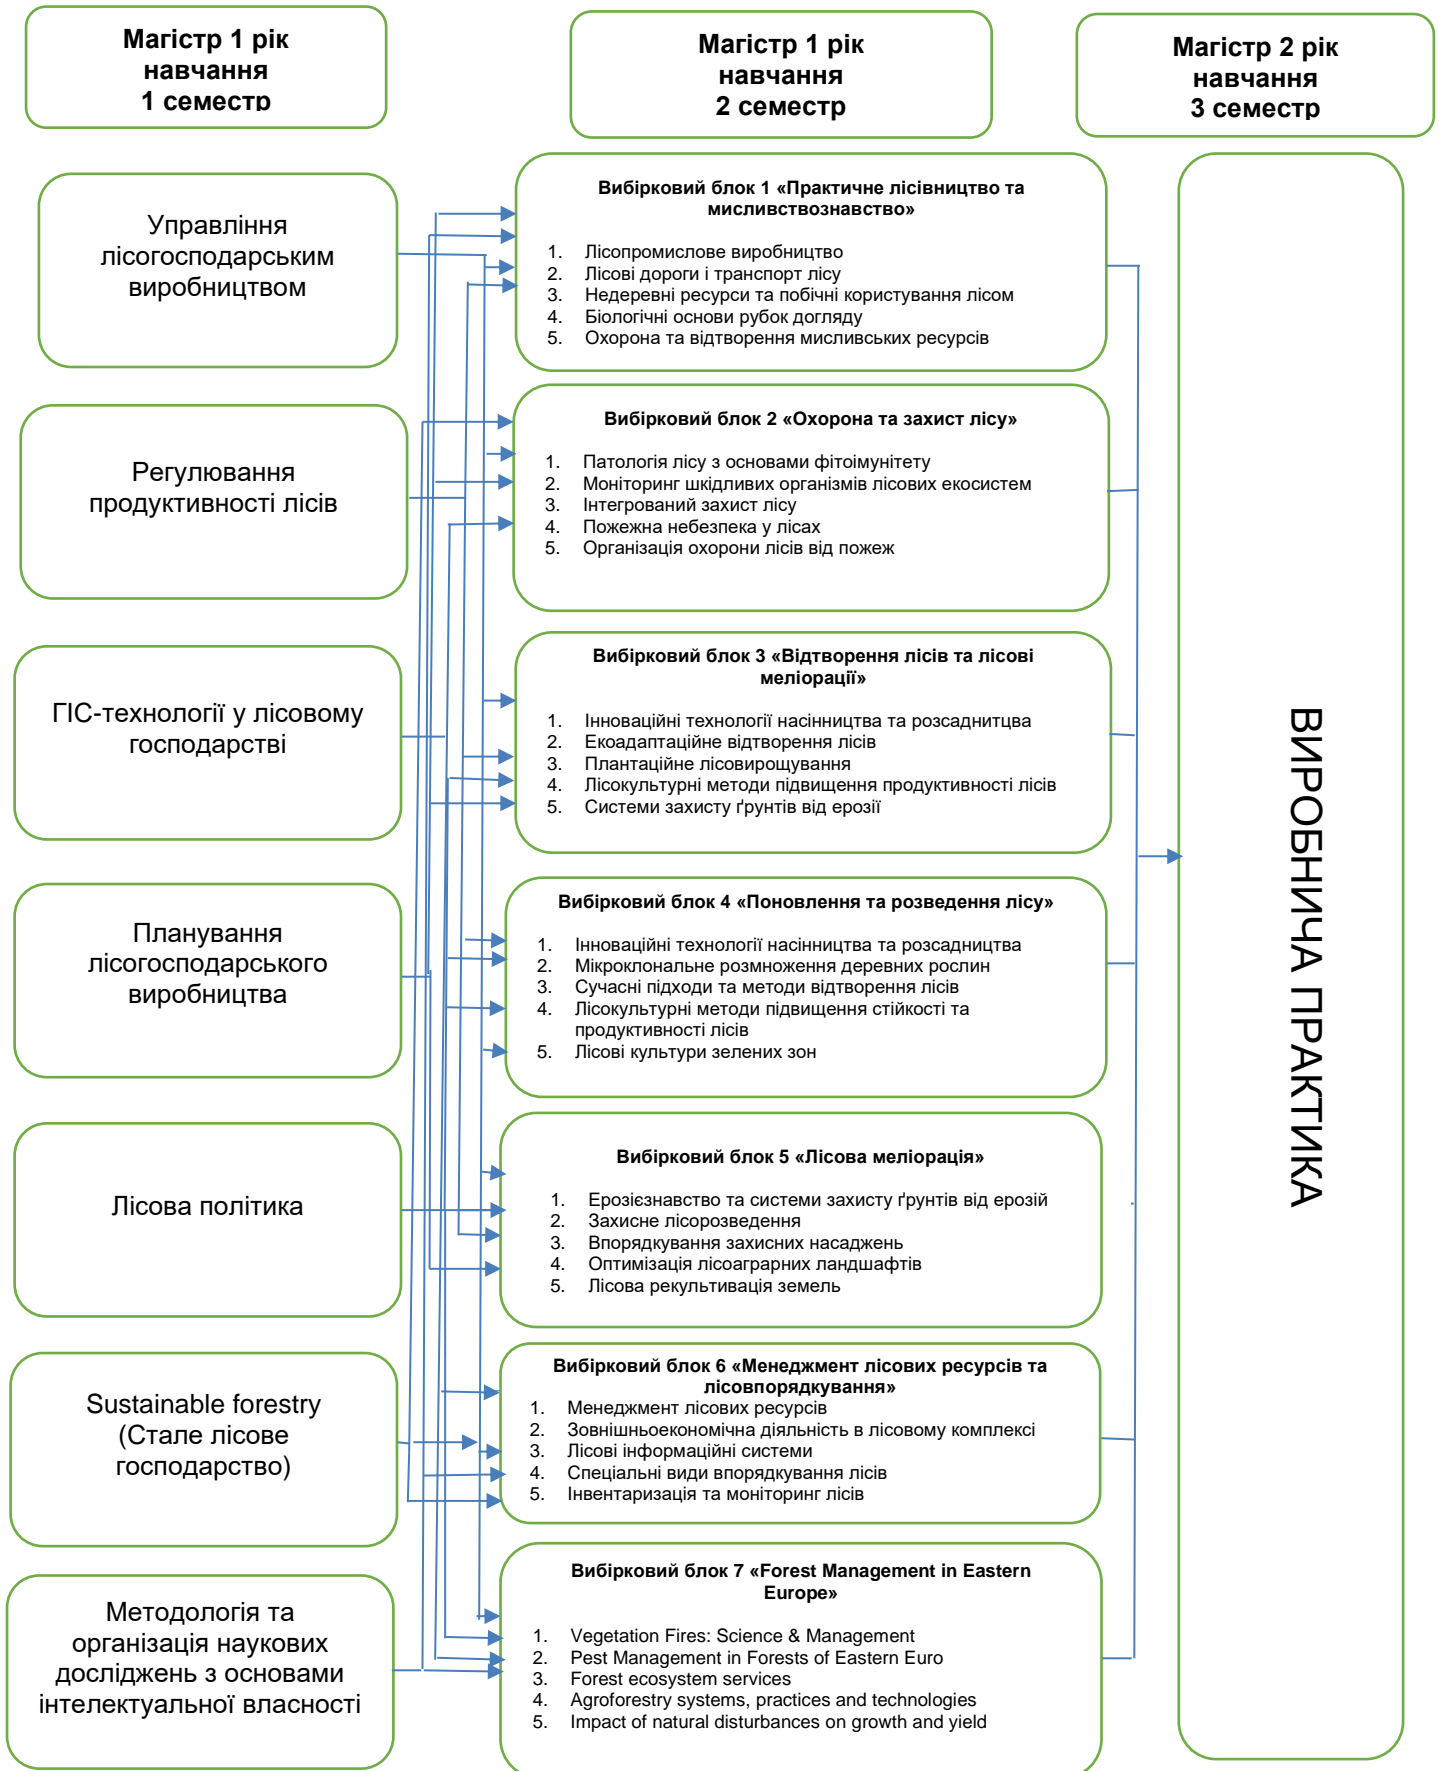 Магістр 1 рік
навчання
1 семестр
Магістр 1 рік
навчання
2 семестр
Магістр 2 рік
навчання
3 семестр
Управління
лісогосподарським
виробництвом
Регулювання
продуктивності лісів
ГІС-технології у лісовому
господарстві
Планування
лісогосподарського
виробництва
Лісова політика
Sustainable forestry
(Стале лісове
господарство)
Методологія та
організація наукових
досліджень з основами
інтелектуальної власності
Вибірковий блок 1 «Практичне лісівництво та
мисливствознавство»
1. Лісопромислове виробництво
2. Лісові дороги і транспорт лісу
3. Недеревні ресурси та побічні користування лісом
4. Біологічні основи рубок догляду
5. Охорона та відтворення мисливських ресурсів
Вибірковий блок 2 «Охорона та захист лісу»
1. Патологія лісу з основами фітоімунітету
2. Моніторинг шкідливих організмів лісових екосистем
3. Інтегрований захист лісу
4. Пожежна небезпека у лісах
5. Організація охорони лісів від пожеж
Вибірковий блок 3 «Відтворення лісів та лісові
меліорації»
1. Інноваційні технології насінництва та розсаднитцва
2. Екоадаптаційне відтворення лісів
3. Плантаційне лісовирощування
4. Лісокультурні методи підвищення продуктивності лісів
5. Системи захисту ґрунтів від ерозії
Вибірковий блок 4 «Поновлення та розведення лісу»
1. Інноваційні технології насінництва та розсадництва
2. Мікроклональне розмноження деревних рослин
3. Сучасні підходи та методи відтворення лісів
4. Лісокультурні методи підвищення стійкості та
продуктивності лісів
5. Лісові культури зелених зон
Вибірковий блок 5 «Лісова меліорація»
1. Ерозієзнавство та системи захисту ґрунтів від ерозій
2. Захисне лісорозведення
3. Впорядкування захисних насаджень
4. Оптимізація лісоаграрних ландшафтів
5. Лісова рекультивація земель
Вибірковий блок 6 «Менеджмент лісових ресурсів та
лісовпорядкування»
1. Менеджмент лісових ресурсів
2. Зовнішньоекономічна діяльність в лісовому комплексі
3. Лісові інформаційні системи
4. Спеціальні види впорядкування лісів
5. Інвентаризація та моніторинг лісів
Вибірковий блок 7 «Forest Management in Eastern
Europe»
1. Vegetation Fires: Science & Management
2. Pest Management in Forests of Eastern Euro
3. Forest ecosystem services
4. Agroforestry systems, practices and technologies
5. Impact of natural disturbances on growth and yield
ВИРОБНИЧА ПРАКТИКА